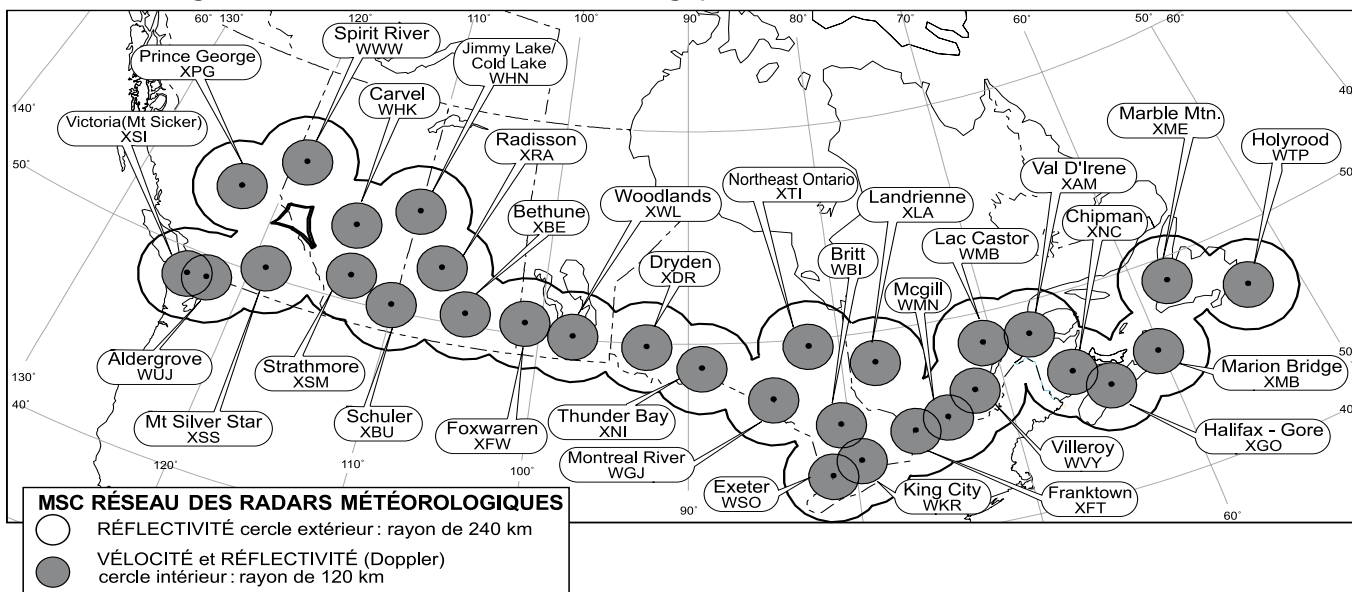 60° 130° 120° 110° 100° 90° 80° 70° 60° 50° 60°
Spirit River
WWW
Jimmy Lake/
Cold Lake
WHN
Prince George
XPG
Carvel
WHK
140°
40°
Marble Mtn.
XME
Holyrood
WTP
Victoria(Mt Sicker)
XSI
Radisson
XRA
50°
50°
Val D'Irene
XAM
Woodlands
XWL
Northeast Ontario
XTI
Landrienne
XLA
Bethune
XBE
Chipman
XNC
Lac Castor
WMB
Britt
WBI
Dryden
XDR
Mcgill
WMN
50°
Aldergrove
WUJ
Strathmore
XSM
Marion Bridge
XMB
130°
40°
40°
Mt Silver Star
XSS
Schuler
XBU
Foxwarren
XFW
Thunder Bay
XNI
Halifax - Gore
XGO
Montreal River
WGJ
Villeroy
WVY
120°
110°
100°
Exeter
WSO
King City
WKR
Franktown
XFT
90°
80°
70°
60°
MSC RÉSEAU DES RADARS MÉTÉOROLOGIQUES
RÉFLECTIVITÉ cercle extérieur : rayon de 240 km
VÉLOCITÉ et RÉFLECTIVITÉ (Doppler)
cercle intérieur : rayon de 120 km